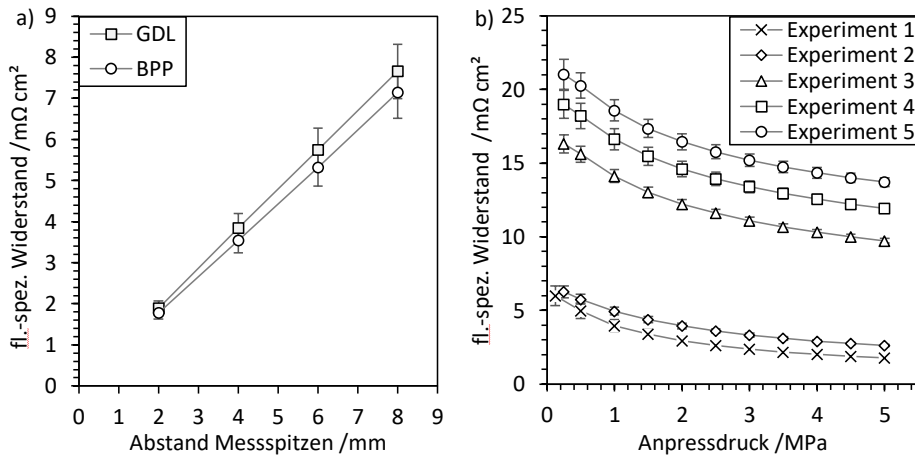 a)
fl.-spez. Widerstand /mΩ cm²
9
8
7
6
5
4
3
2
1
0
GDL
BPP
0 1 2 3 4 5 6 7 8 9
Abstand Messspitzen /mm
b)
fl.-spez. Widerstand /mΩ cm²
25
20
15
10
5
0
Experiment 1
Experiment 2
Experiment 3
Experiment 4
Experiment 5
0 1 2 3 4 5
Anpressdruck /MPa